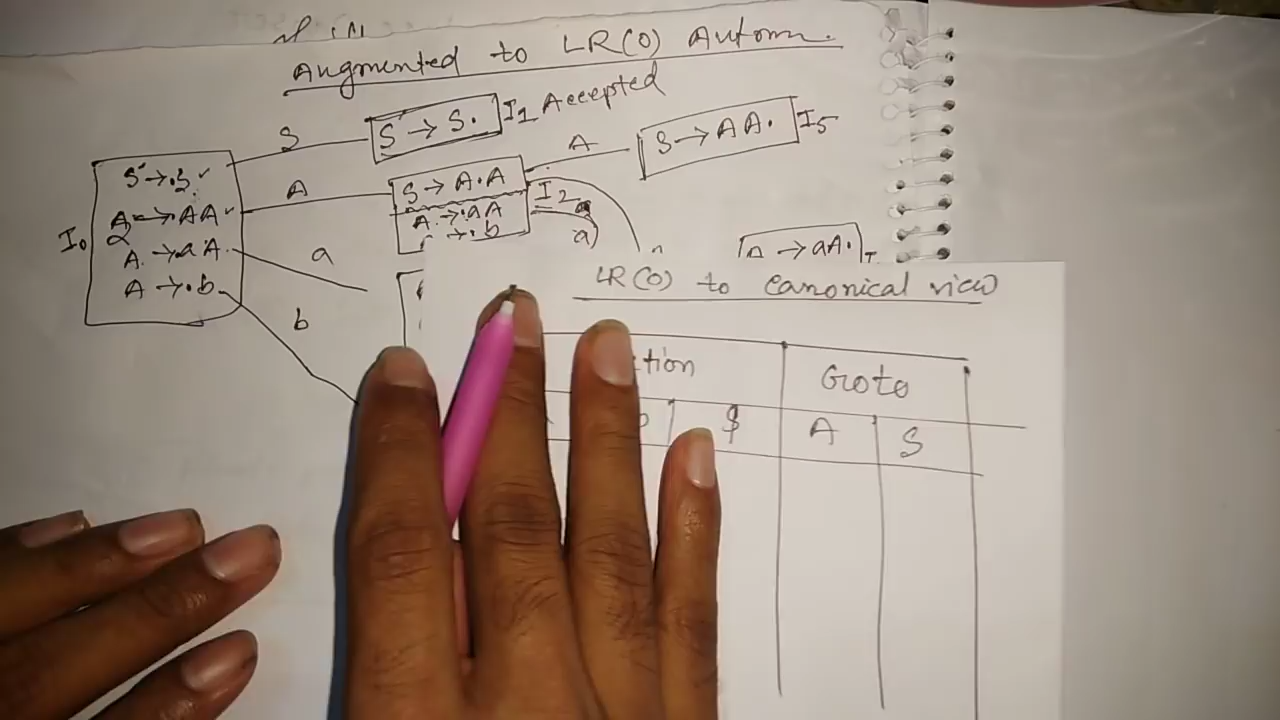 Augmented to LR(0) Autom.
S
S → S.
I1 Accepted
A
S → AA.
I5
S' → .S
A
S → A.A
I2
I0
A → .aA
A → .b
a
A. → .aA
→ .b
a
b
A → aA.
LR(0) to canonical view
ction
Goto
$
A
S